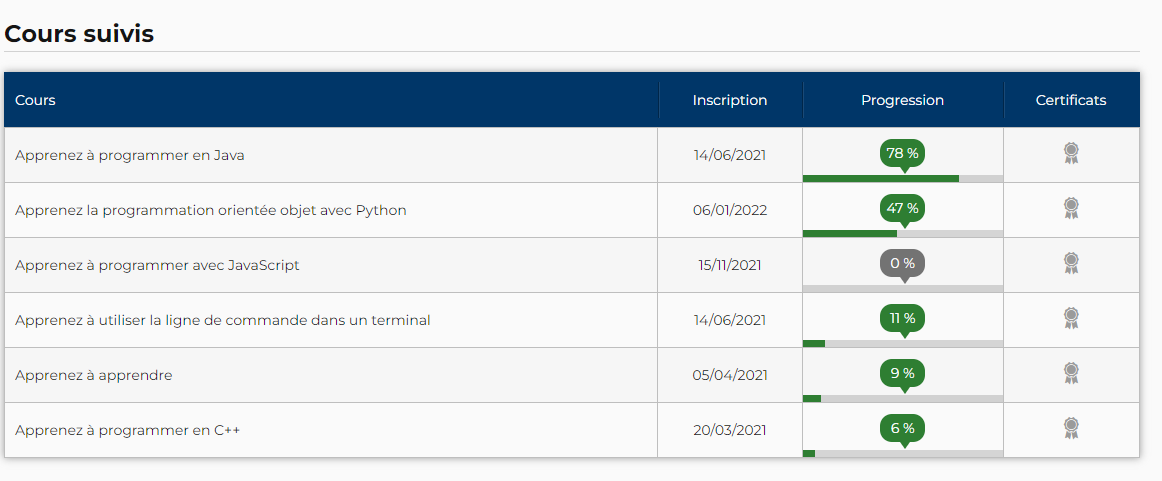 Cours suivis
Cours Inscription Progression Certificats
Apprenez à programmer en Java 14/06/2021 78 %
Apprenez la programmation orientée objet avec Python 06/01/2022 47 %
Apprenez à programmer avec JavaScript 15/11/2021 0 %
Apprenez à utiliser la ligne de commande dans un terminal 14/06/2021 11 %
Apprenez à apprendre 05/04/2021 9 %
Apprenez à programmer en C++ 20/03/2021 6 %